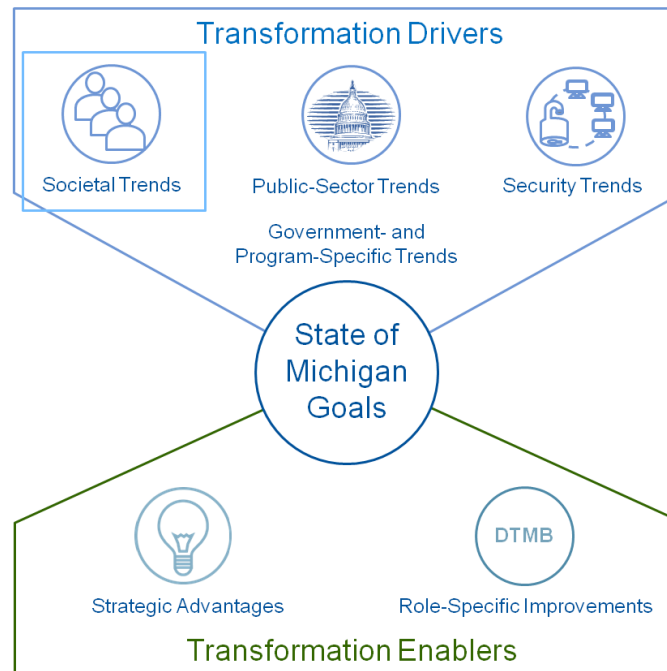 Transformation Drivers
Societal Trends
Public-Sector Trends
Security Trends
Government- and
Program-Specific Trends
State of
Michigan
Goals
DTMB
Strategic Advantages
Role-Specific Improvements
Transformation Enablers